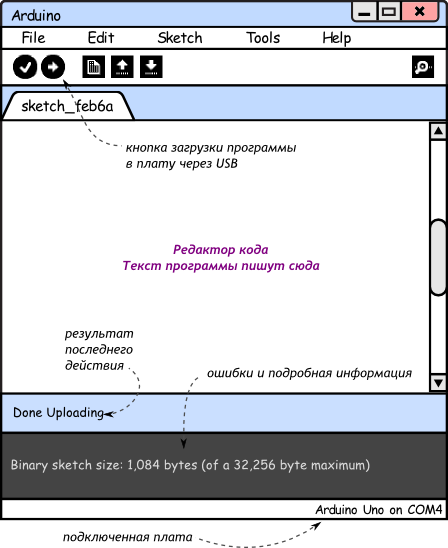 Arduino
File Edit Sketch Tools Help
sketch_feb6a
кнопка загрузки программы
в плату через USB
Редактор кода
Текст программы пишут сюда
результат
последнего
действия
ошибки и подробная информация
Done Uploading
Binary sketch size: 1,084 bytes (of a 32,256 byte maximum)
Arduino Uno on COM4
подключенная плата